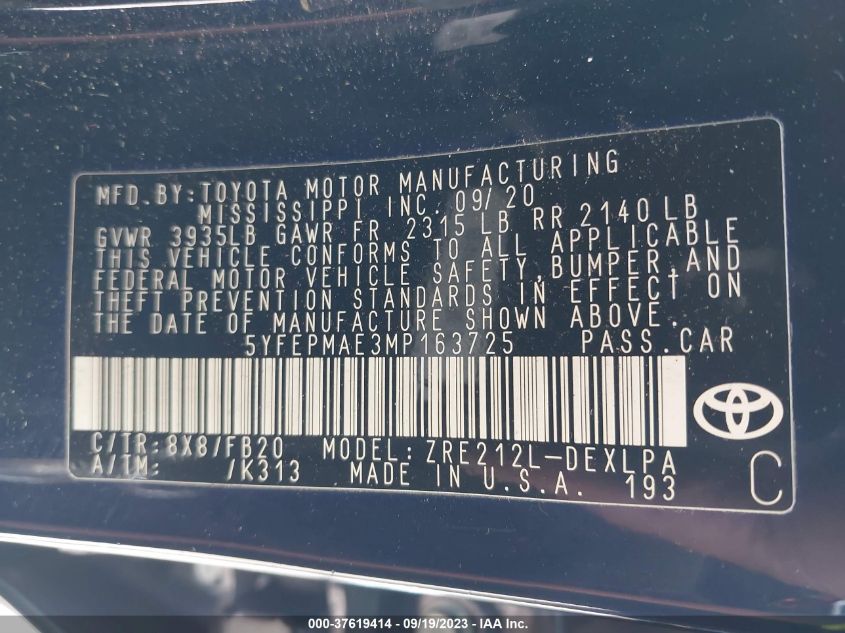 MFD.BY:TOYOTA MOTOR MANUFACTURING
MISSISSIPPI INC. 09/20
GVWR 3935LB GAWR FR 2315 LB RR 2140LB
THIS VEHICLE CONFORMS TO ALL APPLICABLE
FEDERAL MOTOR VEHICLE SAFETY,BUMPER,AND
THEFT PREVENTION STANDARDS IN EFFECT ON
THE DATE OF MANUFACTURE SHOWN ABOVE.
5YFEPMAE3MP163725 PASS.CAR
C/TR:8X8/FB20 MODEL:ZRE212L-DEXLPA
A/TM: /K313 MADE IN U.S.A. 193
C
000-37619414 - 09/19/2023 - IAA Inc.